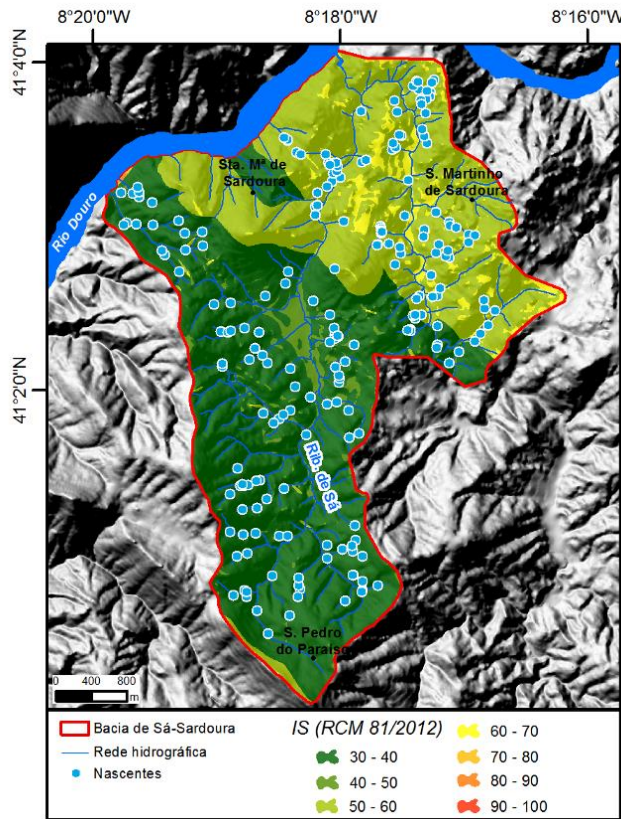 8°20'0"W 8°18'0"W 8°16'0"W
41°4'0"N
Sta. Mª de
Sardoura
S. Martinho
de Sardoura
Rio Douro
41°2'0"N
Rib. de Sá
S. Pedro
do Paraíso
0 400 800
m
Bacia de Sá-Sardoura
Rede hidrográfica
Nascentes
IS (RCM 81/2012)
30 - 40
40 - 50
50 - 60
60 - 70
70 - 80
80 - 90
90 - 100